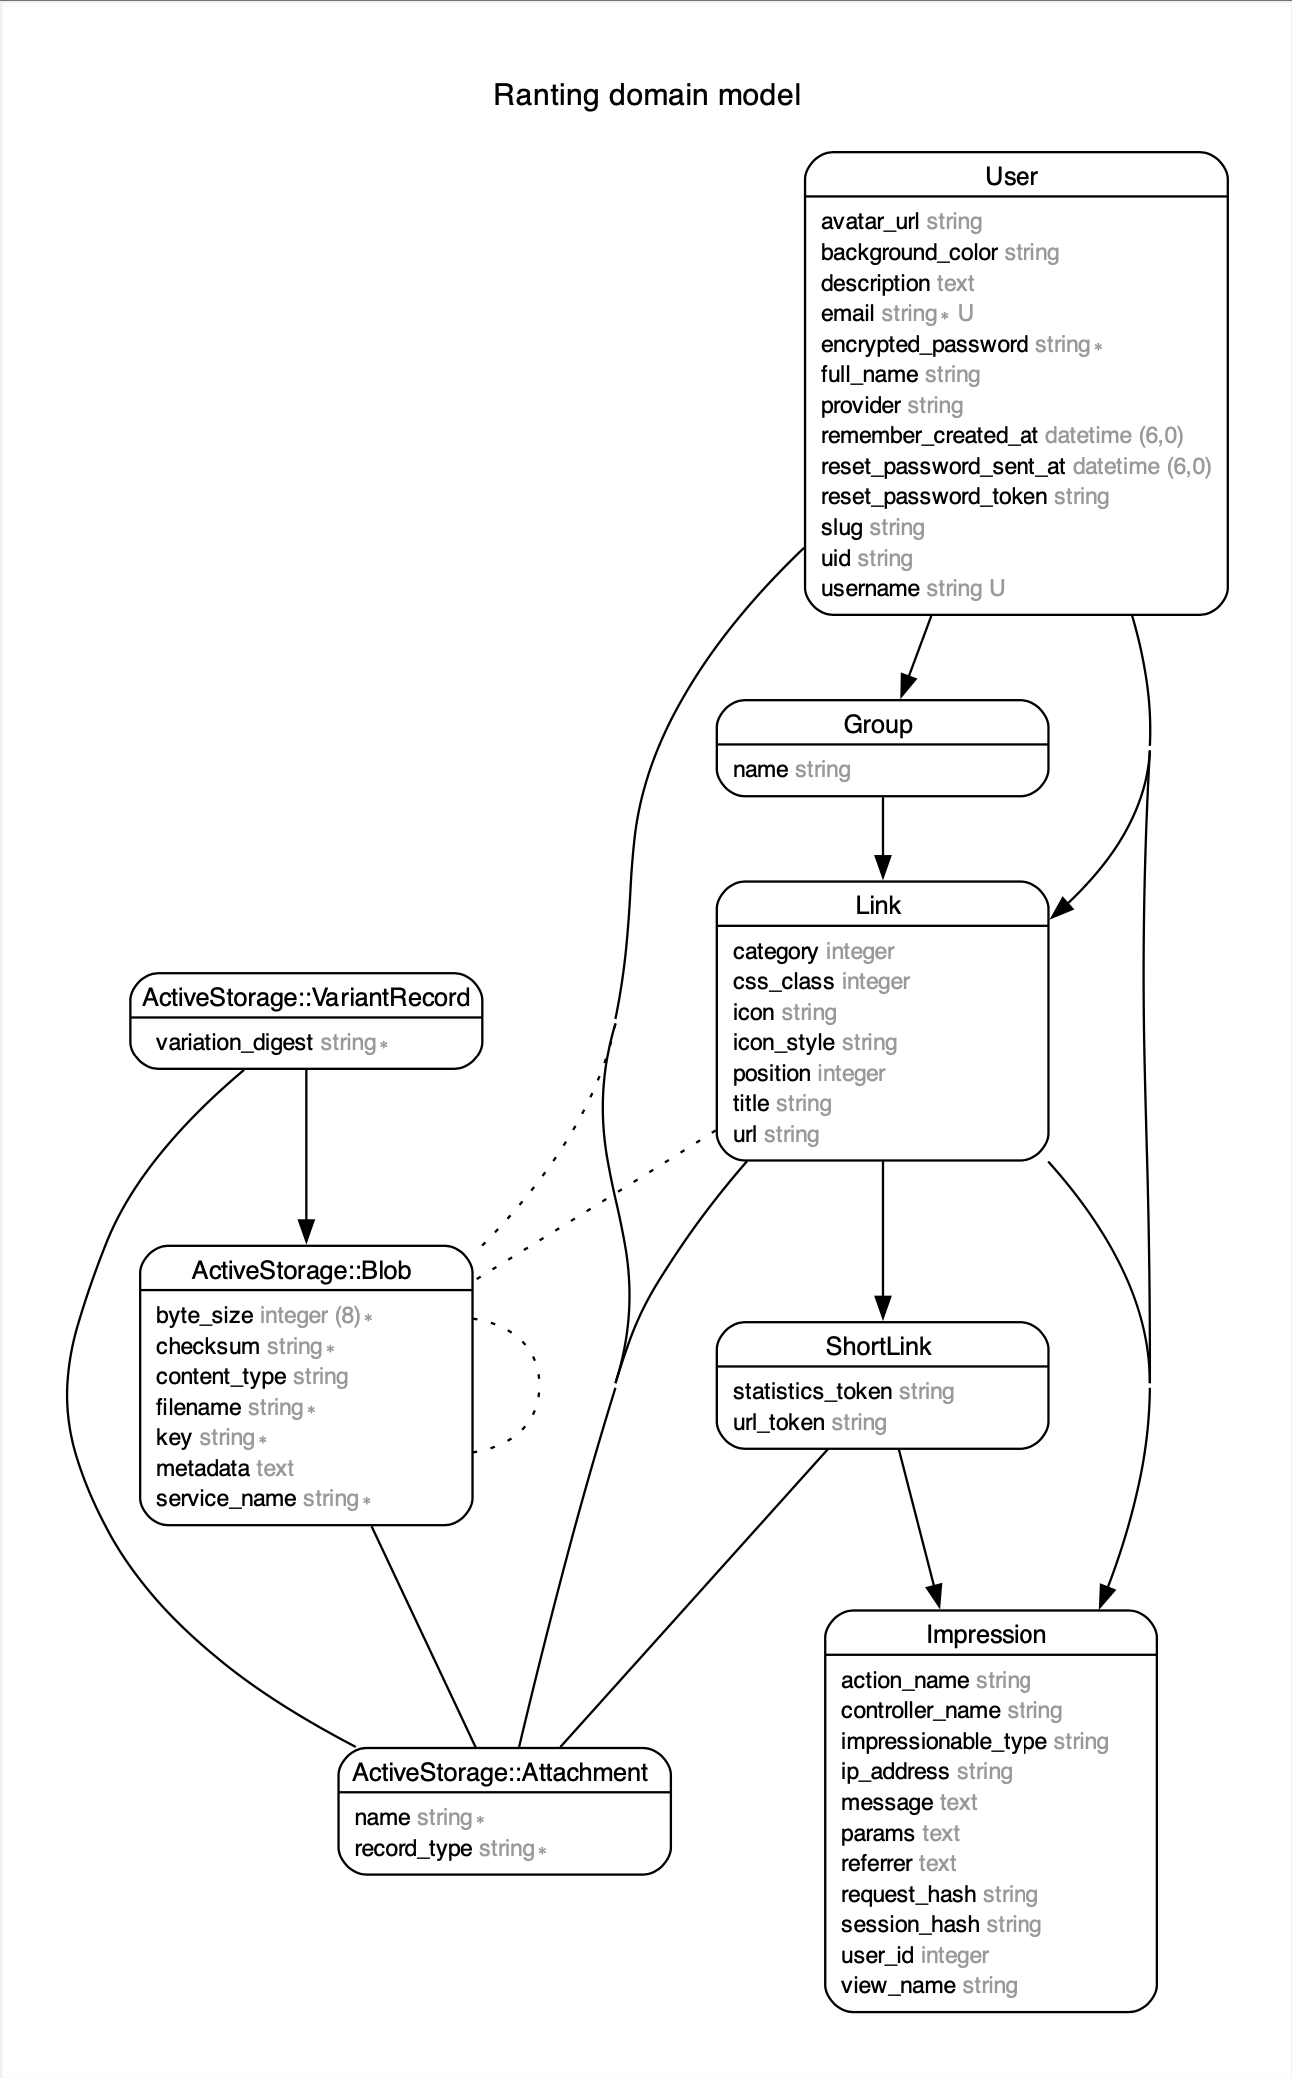 Ranting domain model
User
avatar_url string
background_color string
description text
email string∗ U
encrypted_password string∗
full_name string
provider string
remember_created_at datetime (6,0)
reset_password_sent_at datetime (6,0)
reset_password_token string
slug string
uid string
username string U
Group
name string
Link
category integer
css_class integer
icon string
icon_style string
position integer
title string
url string
ActiveStorage::VariantRecord
variation_digest string∗
ActiveStorage::Blob
byte_size integer (8)∗
checksum string∗
content_type string
filename string∗
key string∗
metadata text
service_name string∗
ShortLink
statistics_token string
url_token string
Impression
action_name string
controller_name string
impressionable_type string
ip_address string
message text
params text
referrer text
request_hash string
session_hash string
user_id integer
view_name string
ActiveStorage::Attachment
name string∗
record_type string∗